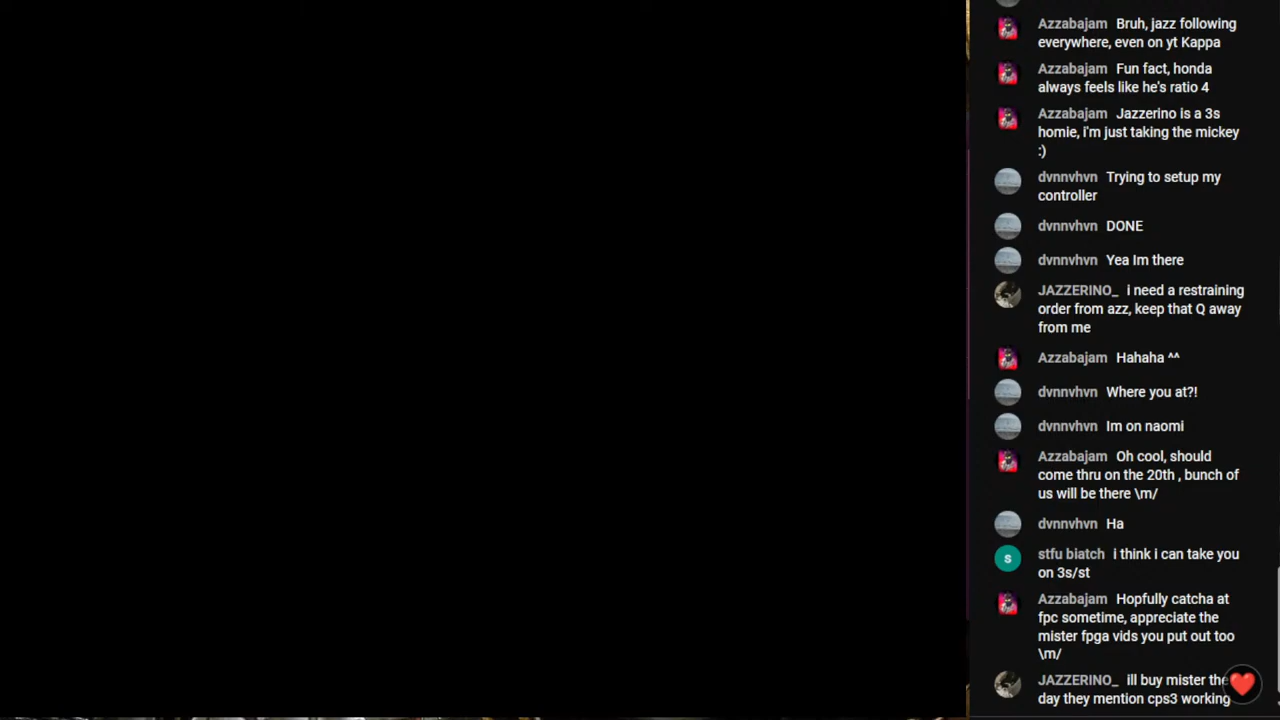 Azzabajam Bruh, jazz following
everywhere, even on yt Kappa
Azzabajam Fun fact, honda
always feels like he's ratio 4
Azzabajam Jazzerino is a 3s
homie, i'm just taking the mickey
:)
dvnnvhvn Trying to setup my
controller
dvnnvhvn DONE
dvnnvhvn Yea Im there
JAZZERINO_ i need a restraining
order from azz, keep that Q away
from me
Azzabajam Hahaha ^^
dvnnvhvn Where you at?!
dvnnvhvn Im on naomi
Azzabajam Oh cool, should
come thru on the 20th , bunch of
us will be there \m/
dvnnvhvn Ha
s stfu biatch i think i can take you
on 3s/st
Azzabajam Hopfully catcha at
fpc sometime, appreciate the
mister fpga vids you put out too
\m/
JAZZERINO_ ill buy mister the
day they mention cps3 working